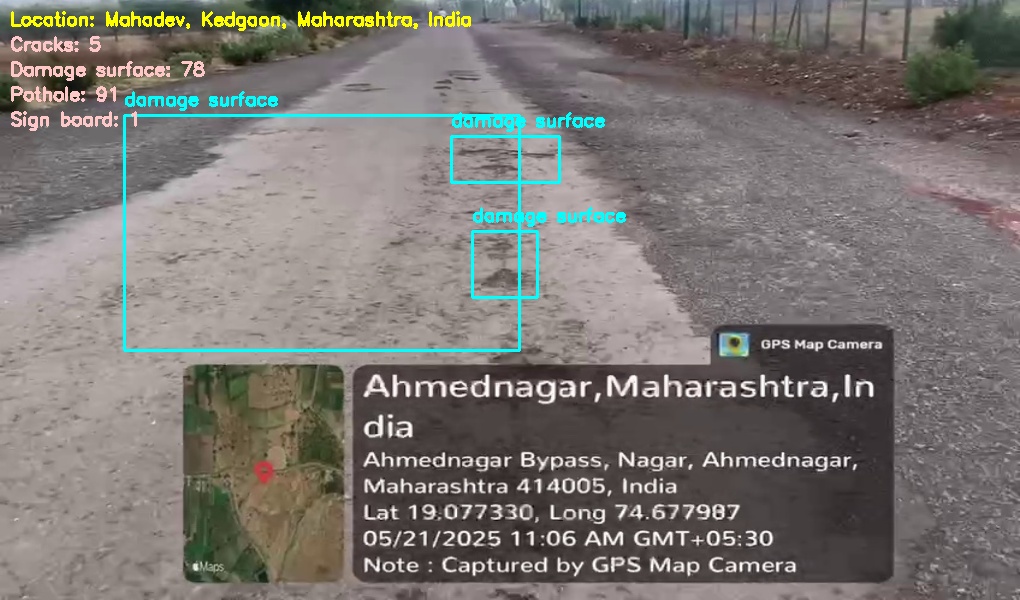 Location: Mahadev, Kedgaon, Maharashtra, India
Cracks: 5
Damage surface: 78
Pothole: 91
Sign board: 1
damage surface
damage surface
damage surface
GPS Map Camera
Ahmednagar,Maharashtra,In
dia
Ahmednagar Bypass, Nagar, Ahmednagar,
Maharashtra 414005, India
Lat 19.077330, Long 74.677987
05/21/2025 11:06 AM GMT+05:30
Note : Captured by GPS Map Camera
Maps